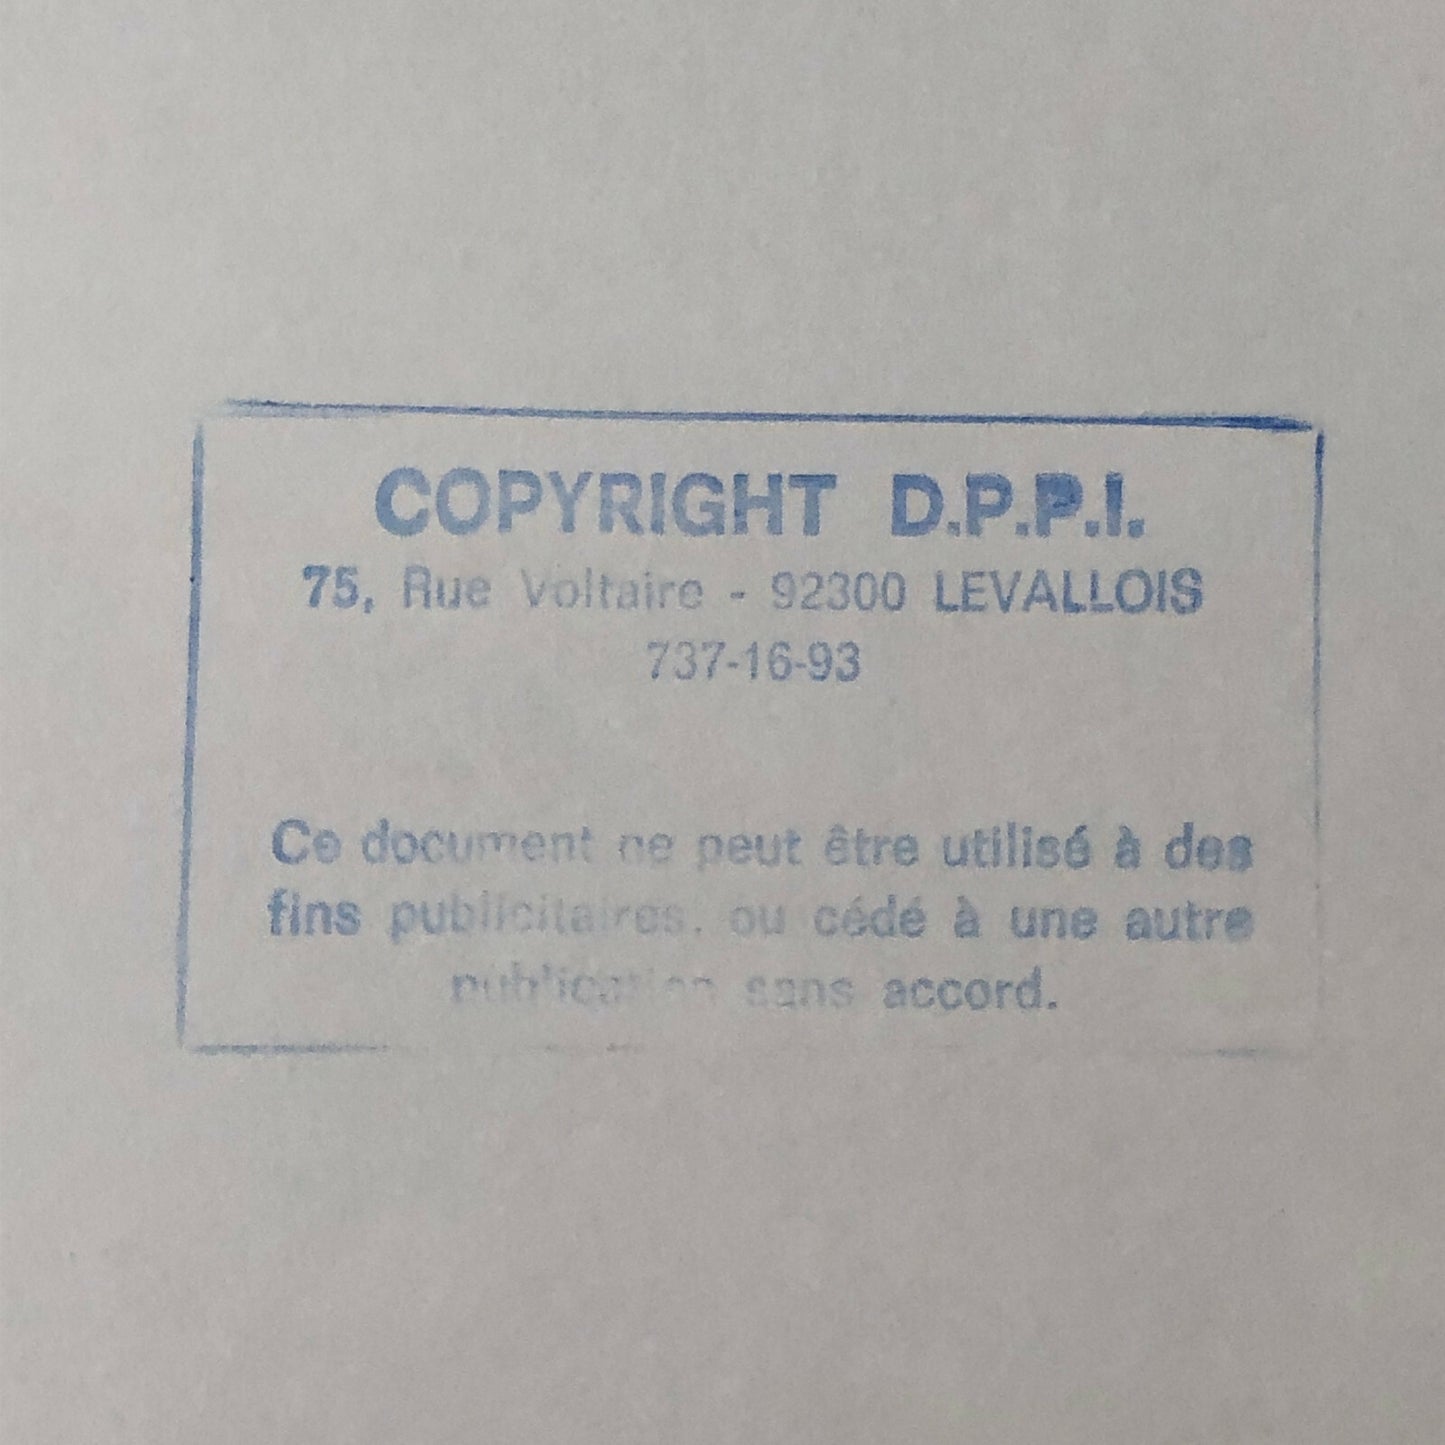 COPYRIGHT D.P.P.I.
75, Rue Voltaire - 92300 LEVALLOIS
737-16-93
Ce document ne peut être utilisé à des
fins publicitaires, ou cédé à une autre
publication sans accord.